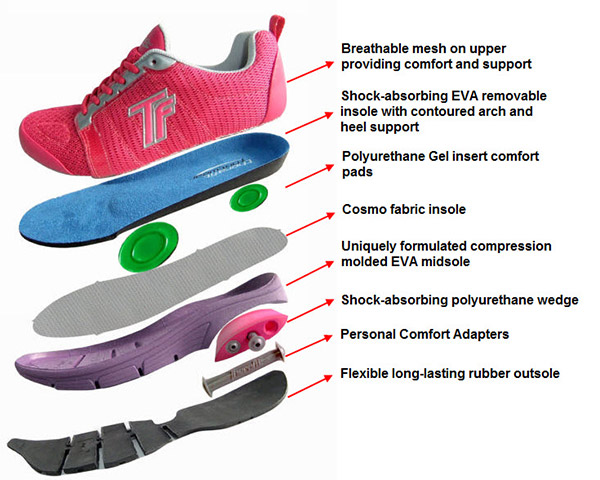 Breathable mesh on upper
providing comfort and support
Shock-absorbing EVA removable
insole with contoured arch and
heel support
Polyurethane Gel insert comfort
pads
Cosmo fabric insole
Uniquely formulated compression
molded EVA midsole
Shock-absorbing polyurethane wedge
Personal Comfort Adapters
Flexible long-lasting rubber outsole
TF